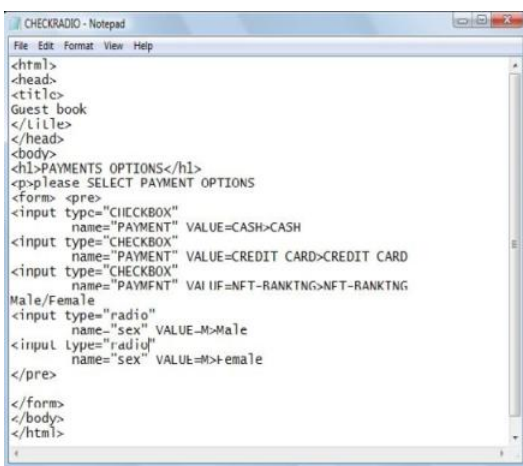 CHECKRADIO - Notepad
File Edit Format View Help
<html>
<head>
<title>
Guest book
</title>
</head>
<body>
<h1>PAYMENTS OPTIONS</h1>
<p>please SELECT PAYMENT OPTIONS
<form> <pre>
<input type="CHECKBOX"
name="PAYMENT" VALUE=CASH>CASH
<input type="CHECKBOX"
name="PAYMENT" VALUE=CREDIT CARD>CREDIT CARD
<input type="CHECKBOX"
name="PAYMENT" VALUE=NET-BANKING>NET-BANKING
Male/Female
<input type="radio"
name="sex" VALUE=M>Male
<input type="radio"
name="sex" VALUE=M>Female
</pre>
</form>
</body>
</html>